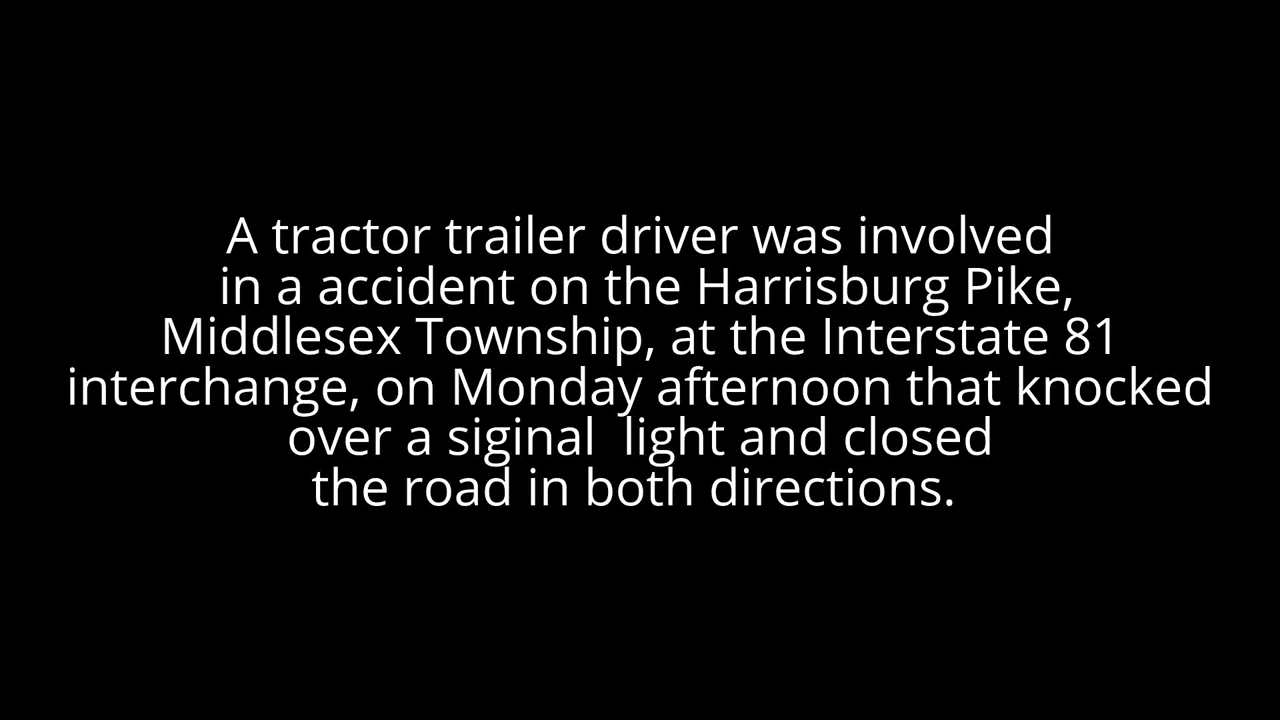 A tractor trailer driver was involved
in a accident on the Harrisburg Pike,
Middlesex Township, at the Interstate 81
interchange, on Monday afternoon that knocked
over a siginal  light and closed
the road in both directions.